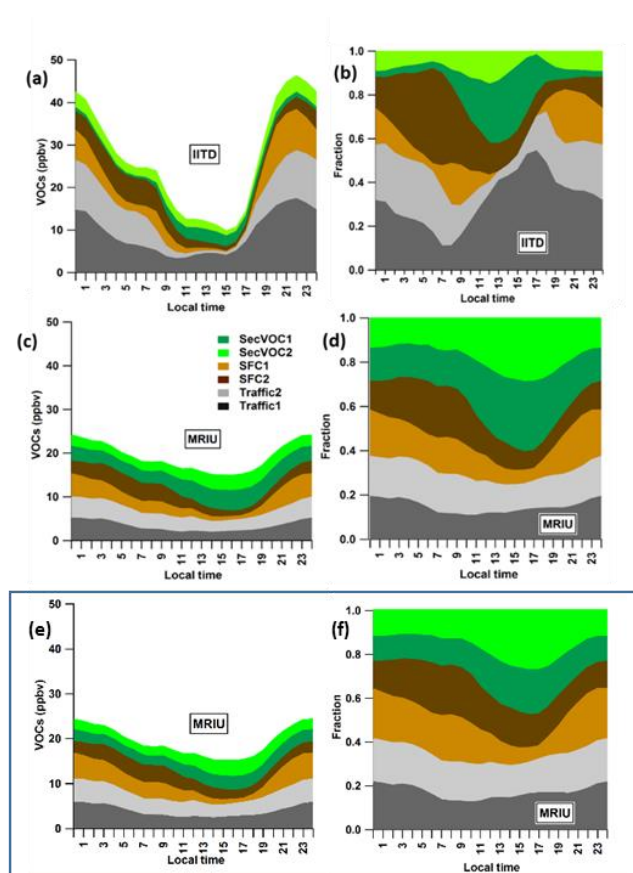 (a)
50
40
30
20
10
0
VOCs (ppbv)
IITD
1 3 5 7 9 11 13 15 17 19 21 23
Local time
(b)
1.0
0.8
0.6
0.4
0.2
0.0
Fraction
IITD
1 3 5 7 9 11 13 15 17 19 21 23
Local time
(c)
50
40
30
20
10
0
VOCs (ppbv)
SecVOC1
SecVOC2
SFC1
SFC2
Traffic2
Traffic1
MRIU
1 3 5 7 9 11 13 15 17 19 21 23
Local time
(d)
1.0
0.8
0.6
0.4
0.2
0.0
Fraction
MRIU
1 3 5 7 9 11 13 15 17 19 21 23
Local time
(e)
50
40
30
20
10
0
VOCs (ppbv)
MRIU
1 3 5 7 9 11 13 15 17 19 21 23
Local time
(f)
1.0
0.8
0.6
0.4
0.2
0.0
Fraction
MRIU
1 3 5 7 9 11 13 15 17 19 21 23
Local time